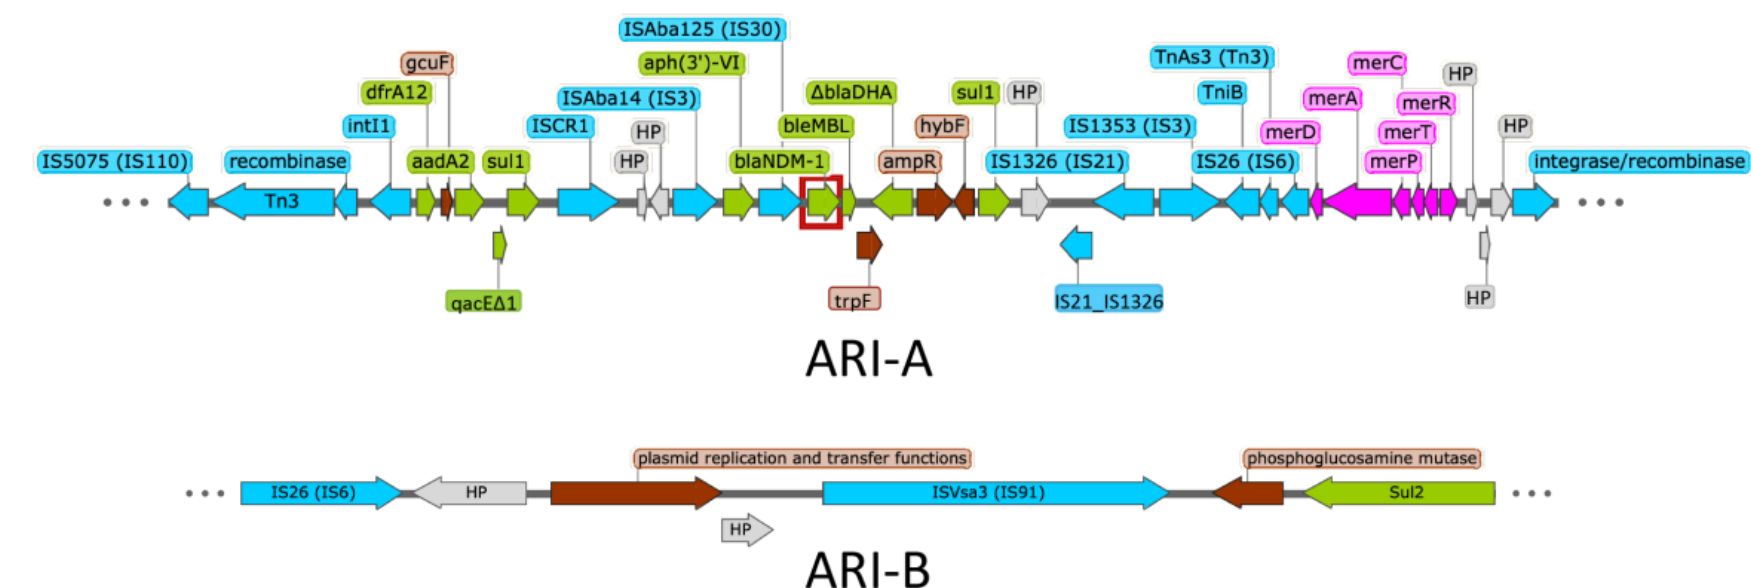 ISAba125 (IS30)
gcuF
aph(3')-VI
TnAs3 (Tn3)
merC
HP
dfrA12
ISAba14 (IS3)
ΔblaDHA
sul1
HP
TniB
merA
merR
intI1
ISCR1
HP
bleMBL
hybF
IS1353 (IS3)
merD
merT
HP
IS5075 (IS110)
recombinase
aadA2
sul1
HP
blaNDM-1
ampR
IS1326 (IS21)
IS26 (IS6)
merP
integrase/recombinase
Tn3
qacEΔ1
trpF
IS21_IS1326
HP
ARI-A
plasmid replication and transfer functions
phosphoglucosamine mutase
IS26 (IS6)
HP
ISVsa3 (IS91)
Sul2
HP
ARI-B